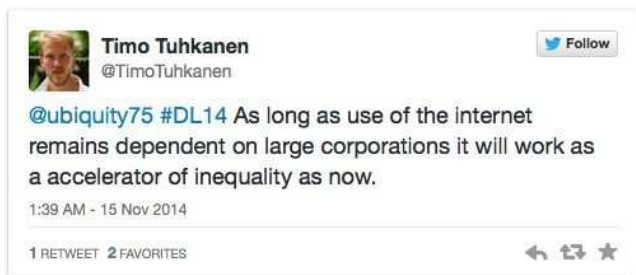 Timo Tuhkanen
@TimoTuhkanen
Follow
@ubiquity75 #DL14 As long as use of the internet
remains dependent on large corporations it will work as
a accelerator of inequality as now.
1:39 AM - 15 Nov 2014
1 RETWEET 2 FAVORITES